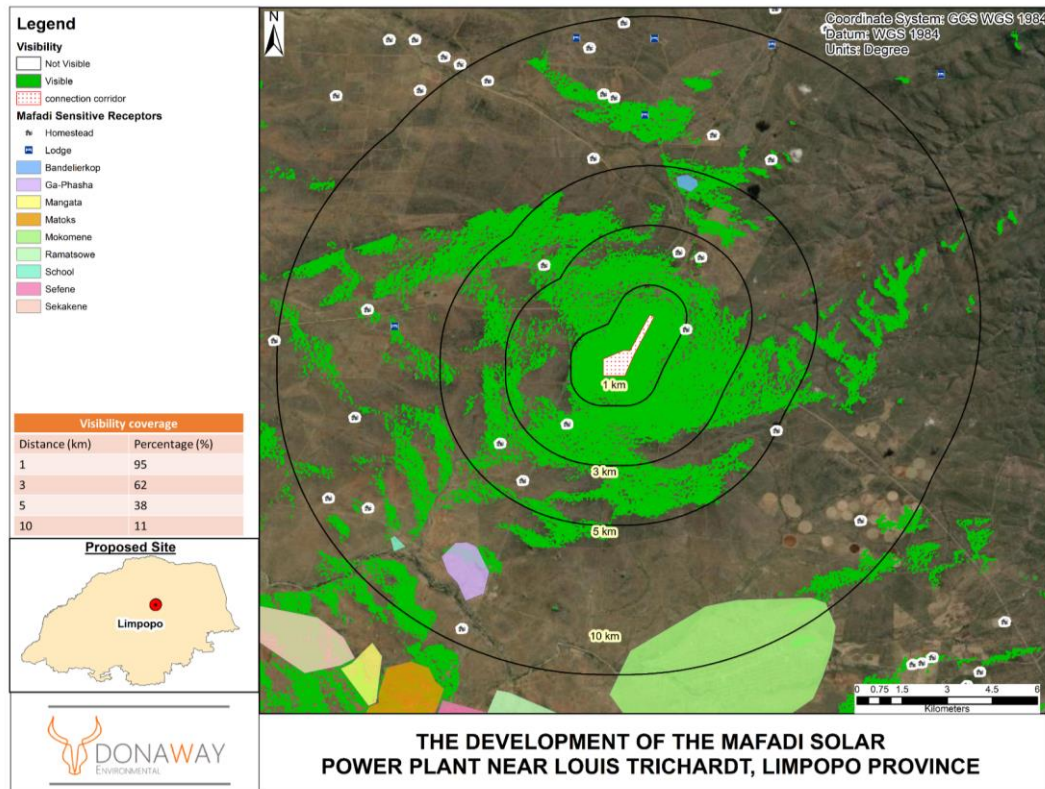 Legend
Visibility
Not Visible
Visible
connection corridor
Mafadi Sensitive Receptors
Homestead
Lodge
Bandelierkop
Ga-Phasha
Mangata
Matoks
Mokomene
Ramatsowe
School
Sefene
Sekakene
Visibility coverage
Distance (km) Percentage (%)
1 95
3 62
5 38
10 11
Proposed Site
Limpopo
DONAWAY
ENVIRONMENTAL
N
Coordinate System: GCS WGS 1984
Datum: WGS 1984
Units: Degree
1 km
3 km
5 km
10 km
0 0.75 1.5 3 4.5 6
Kilometers
THE DEVELOPMENT OF THE MAFADI SOLAR
POWER PLANT NEAR LOUIS TRICHARDT, LIMPOPO PROVINCE